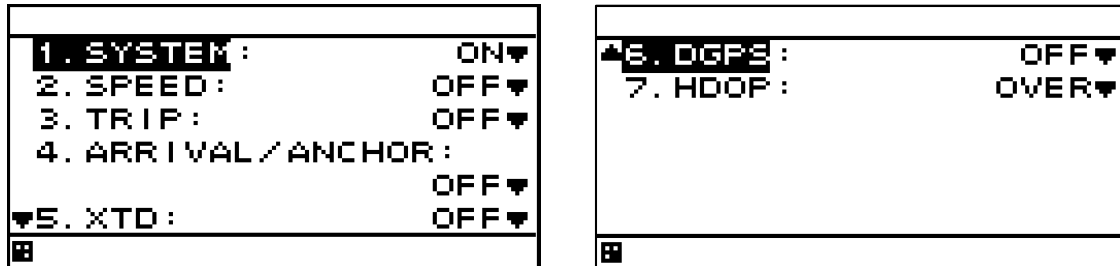 1. SYSTEM: ON▼
2. SPEED: OFF▼
3. TRIP: OFF▼
4. ARRIVAL/ANCHOR:
OFF▼
▼5. XTD: OFF▼
▲6. DGPS: OFF▼
7. HDOP: OVER▼